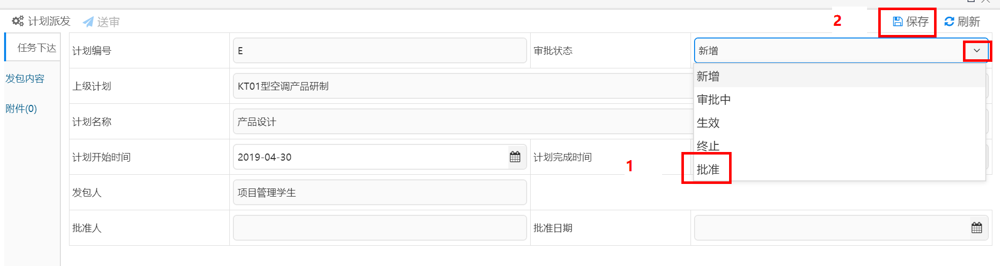 计划派发 送审 2 保存 刷新
任务下达
发包内容
附件(0)
计划编号 E 审批状态 新增
新增
审批中
生效
终止
批准
上级计划 KT01型空调产品研制
计划名称 产品设计
计划开始时间 2019-04-30 计划完成时间
1
发包人 项目管理学生
批准人 批准日期